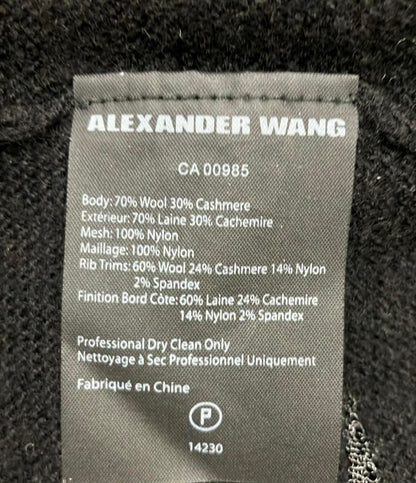 ALEXANDER WANG
CA 00985
Body: 70% Wool 30% Cashmere
Extérieur: 70% Laine 30% Cachemire
Mesh: 100% Nylon
Maillage: 100% Nylon
Rib Trims: 60% Wool 24% Cashmere 14% Nylon
2% Spandex
Finition Bord Côte: 60% Laine 24% Cachemire
14% Nylon 2% Spandex
Professional Dry Clean Only
Nettoyage à Sec Professionnel Uniquement
Fabriqué en Chine
P
14230